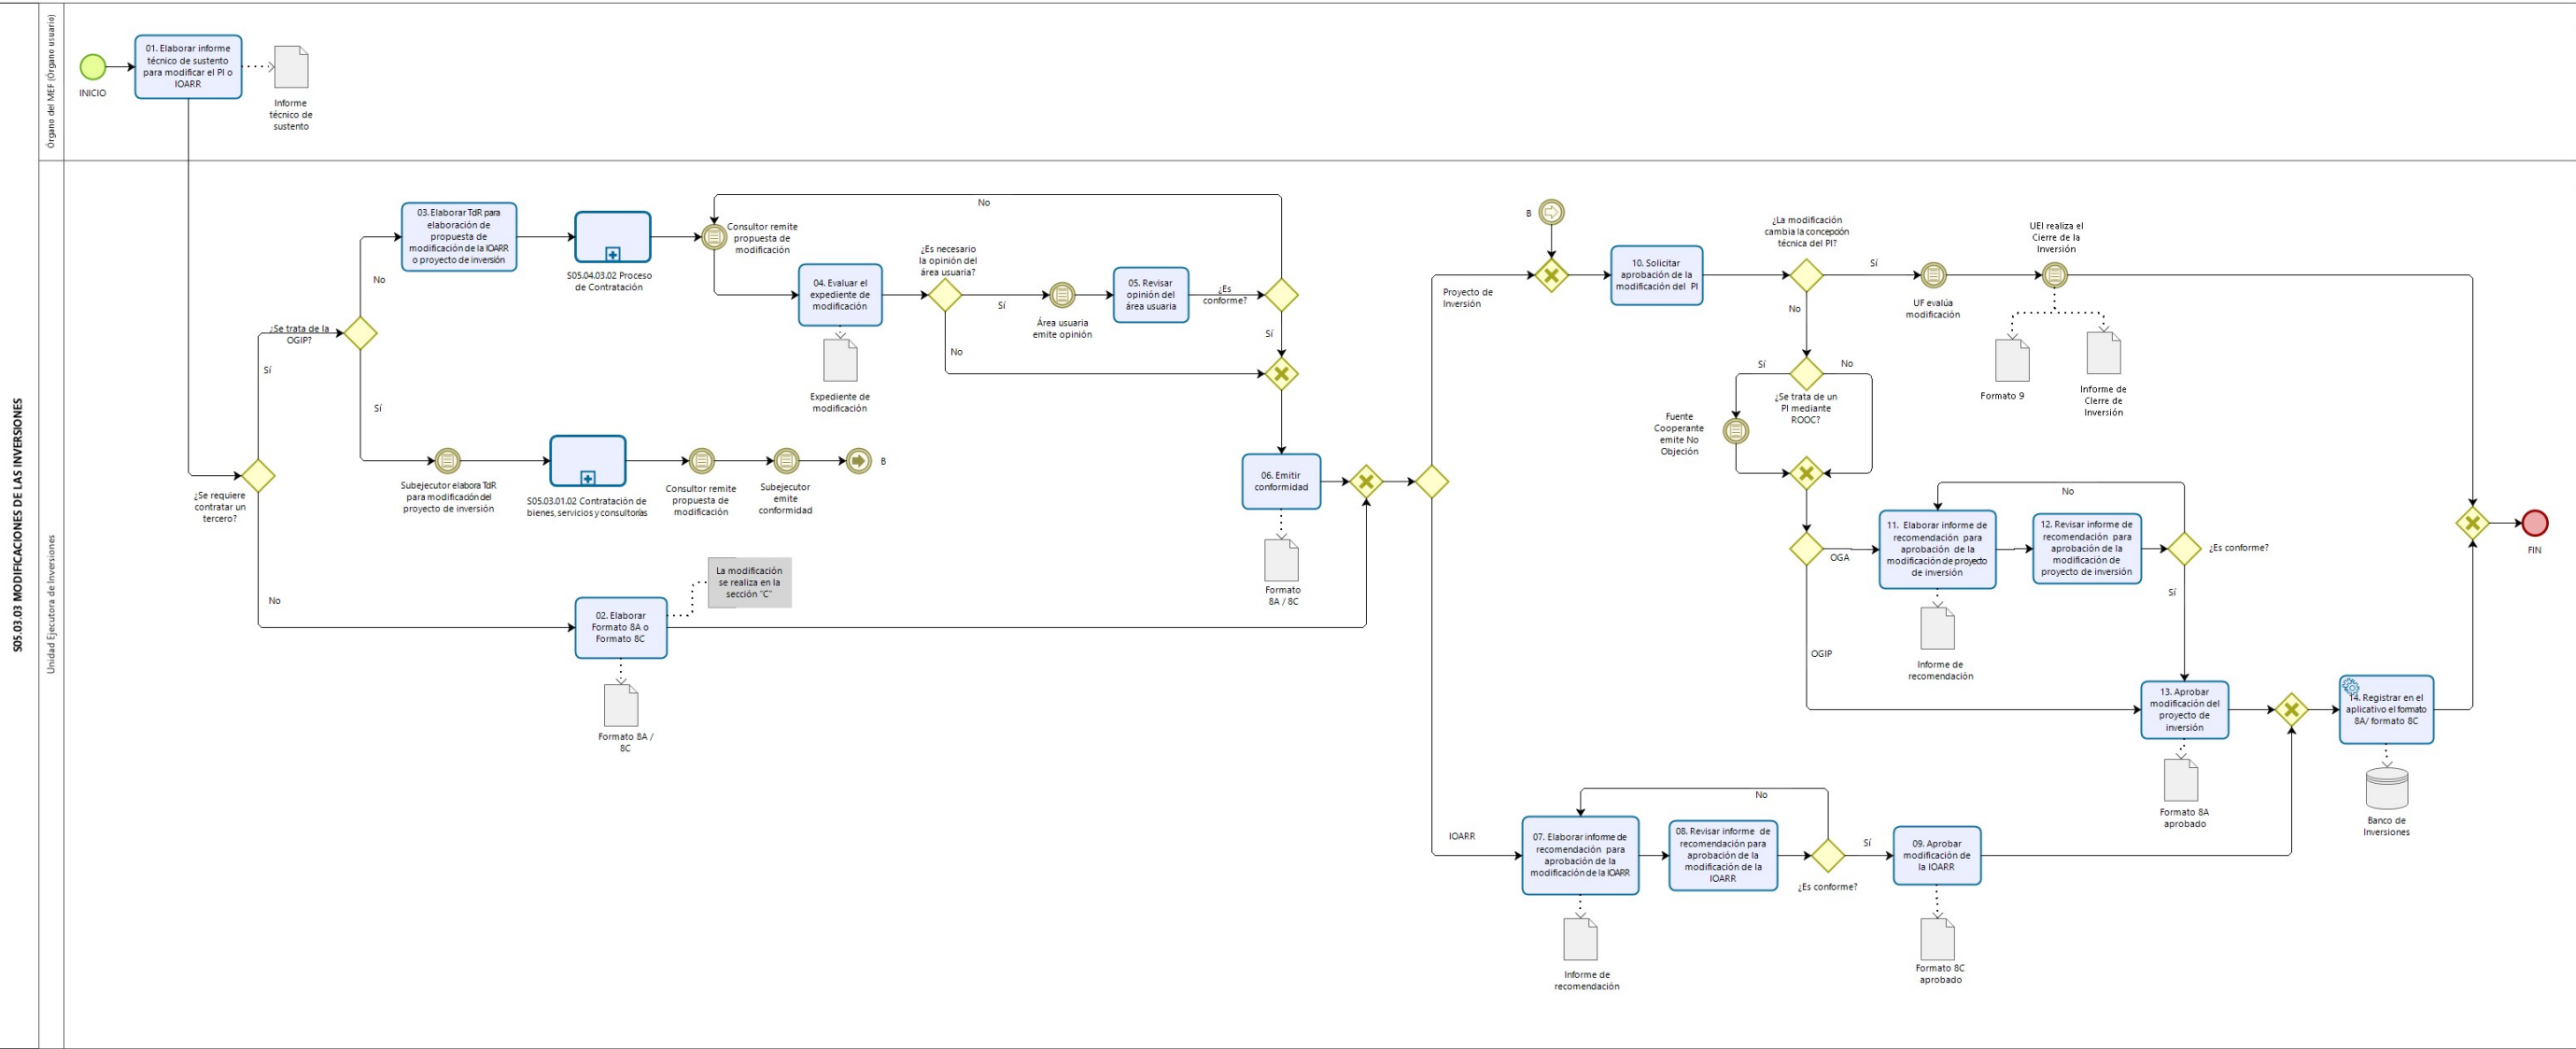 S05.03.03 MODIFICACIONES DE LAS INVERSIONES
Órgano del MEF (Órgano usuario)
INICIO
01. Elaborar informe
técnico de sustento
para modificar el PI o
IOARR
Informe
técnico de
sustento
Unidad Ejecutora de Inversiones
¿Se requiere
contratar un
tercero?
Sí
No
¿Se trata de la
OGIP?
No
Sí
03. Elaborar TdR para
elaboración de
propuesta de
modificación de la IOARR
o proyecto de inversión
S05.04.03.02 Proceso
de Contratación
Consultor remite
propuesta de
modificación
No
04. Evaluar el
expediente de
modificación
Expediente de
modificación
¿Es necesario
la opinión del
área usuaria?
Sí
No
Área usuaria
emite opinión
05. Revisar
opinión del
área usuaria
¿Es
conforme?
Sí
Subejecutor elabora TdR
para modificación del
proyecto de inversión
S05.03.01.02 Contratación de
bienes, servicios y consultorías
Consultor remite
propuesta de
modificación
Subejecutor
emite
conformidad
B
02. Elaborar
Formato 8A o
Formato 8C
La modificación
se realiza en la
sección "C"
Formato 8A /
8C
06. Emitir
conformidad
Formato
8A / 8C
Proyecto de
Inversión
IOARR
B
10. Solicitar
aprobación de la
modificación del PI
¿La modificación
cambia la concepción
técnica del PI?
Sí
No
UF evalúa
modificación
UEI realiza el
Cierre de la
Inversión
Formato 9
Informe de
Cierre de
Inversión
Sí
No
¿Se trata de un
PI mediante
ROOC?
Fuente
Cooperante
emite No
Objeción
OGA
OGIP
11. Elaborar informe de
recomendación para
aprobación de la
modificación de proyecto
de inversión
Informe de
recomendación
12. Revisar informe de
recomendación para
aprobación de la
modificación de
proyecto de inversión
No
¿Es conforme?
Sí
13. Aprobar
modificación del
proyecto de
inversión
Formato 8A
aprobado
14. Registrar en el
aplicativo el formato
8A/ formato 8C
Banco de
Inversiones
FIN
07. Elaborar informe de
recomendación para
aprobación de la
modificación de la IOARR
Informe de
recomendación
08. Revisar informe de
recomendación para
aprobación de la
modificación de la
IOARR
No
¿Es conforme?
Sí
09. Aprobar
modificación de
la IOARR
Formato 8C
aprobado